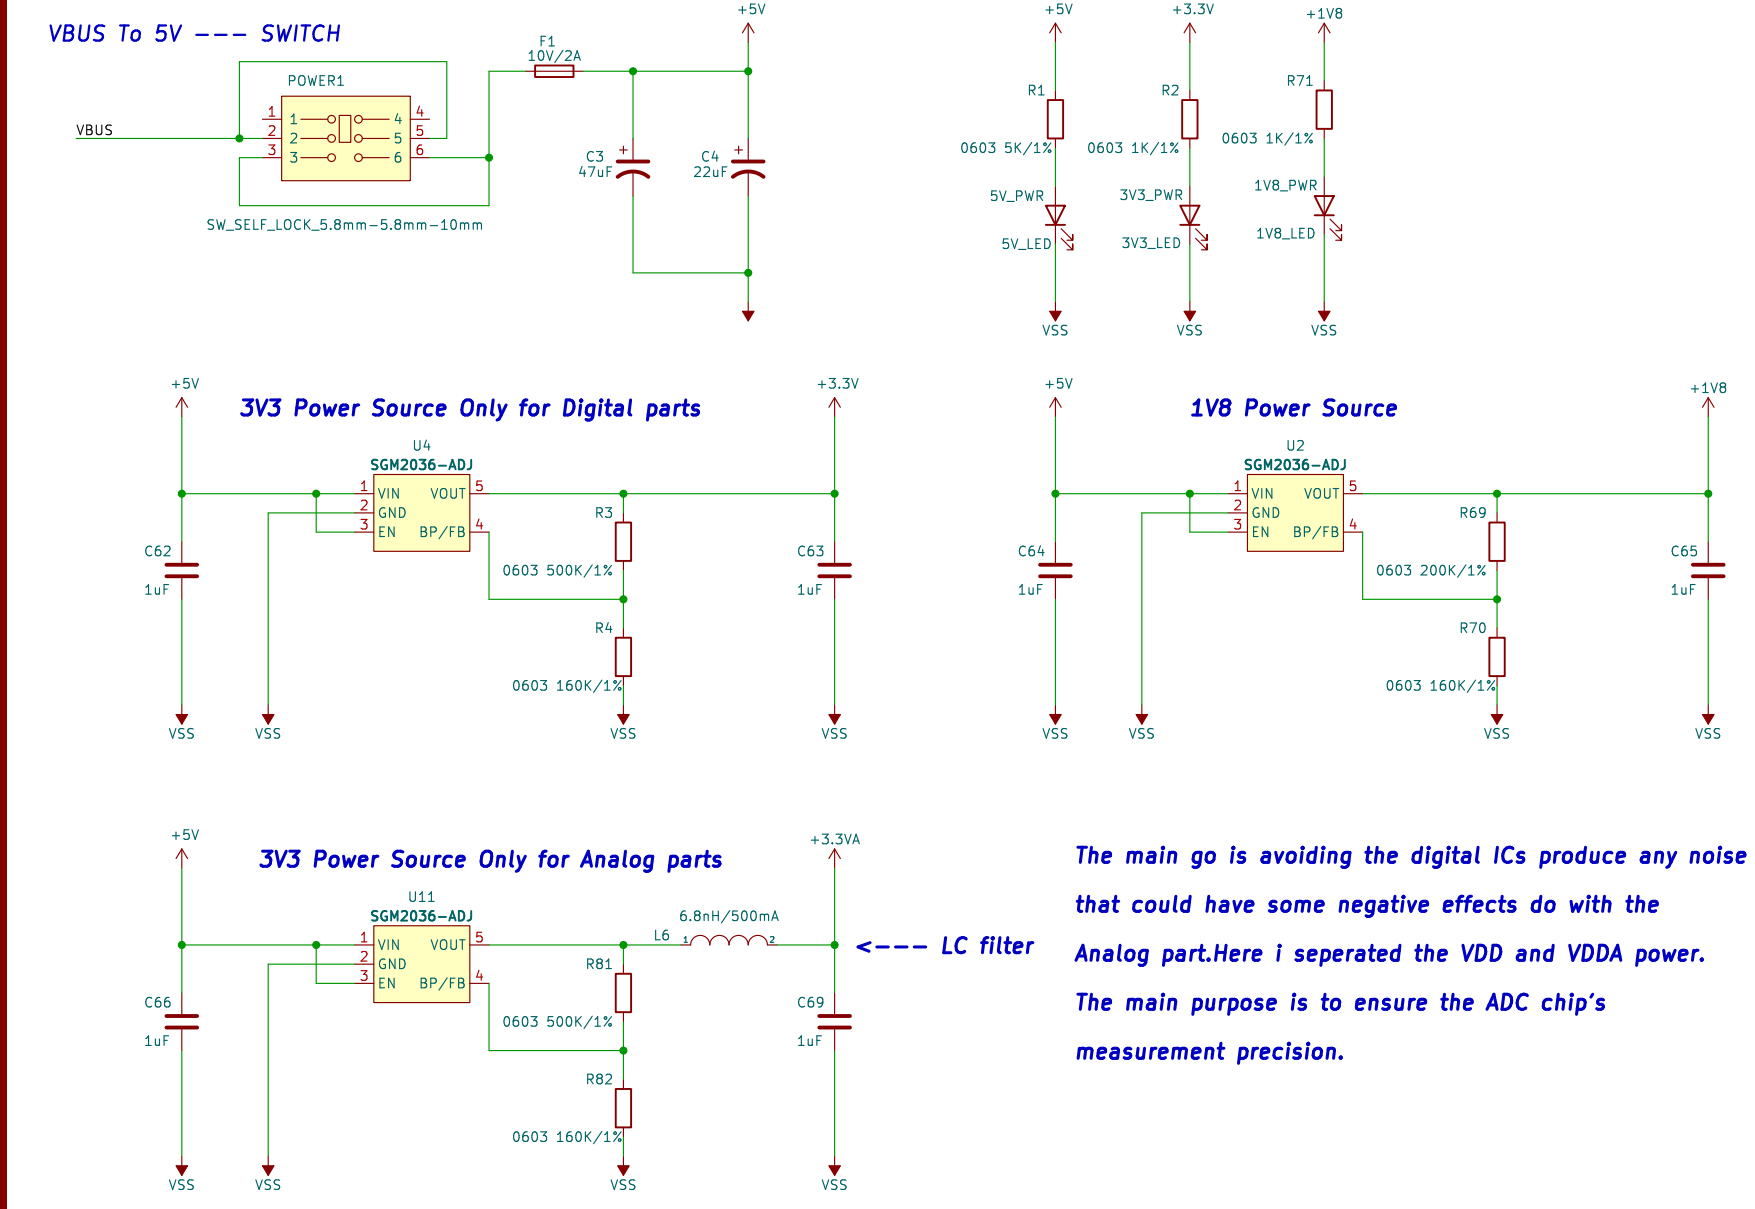 VBUS To 5V --- SWITCH
POWER1
VBUS
1 1 4 4
2 2 5 5
3 3 6 6
SW_SELF_LOCK_5.8mm-5.8mm-10mm
F1
10V/2A
+5V
C3
47uF
+
C4
22uF
+
+5V
R1
0603 5K/1%
5V_PWR
5V_LED
VSS
+3.3V
R2
0603 1K/1%
3V3_PWR
3V3_LED
VSS
+1V8
R71
0603 1K/1%
1V8_PWR
1V8_LED
VSS
3V3 Power Source Only for Digital parts
+5V
C62
1uF
VSS
VSS
U4
SGM2036-ADJ
1 VIN VOUT 5
2 GND
3 EN BP/FB 4
R3
0603 500K/1%
R4
0603 160K/1%
VSS
+3.3V
C63
1uF
VSS
1V8 Power Source
+5V
C64
1uF
VSS
VSS
U2
SGM2036-ADJ
1 VIN VOUT 5
2 GND
3 EN BP/FB 4
R69
0603 200K/1%
R70
0603 160K/1%
VSS
+1V8
C65
1uF
VSS
3V3 Power Source Only for Analog parts
+5V
C66
1uF
VSS
VSS
U11
SGM2036-ADJ
1 VIN VOUT 5
2 GND
3 EN BP/FB 4
R81
0603 500K/1%
R82
0603 160K/1%
VSS
6.8nH/500mA
L6 1 2
+3.3VA
C69
1uF
VSS
<--- LC filter
The main go is avoiding the digital ICs produce any noise
that could have some negative effects do with the
Analog part.Here i seperated the VDD and VDDA power.
The main purpose is to ensure the ADC chip's
measurement precision.